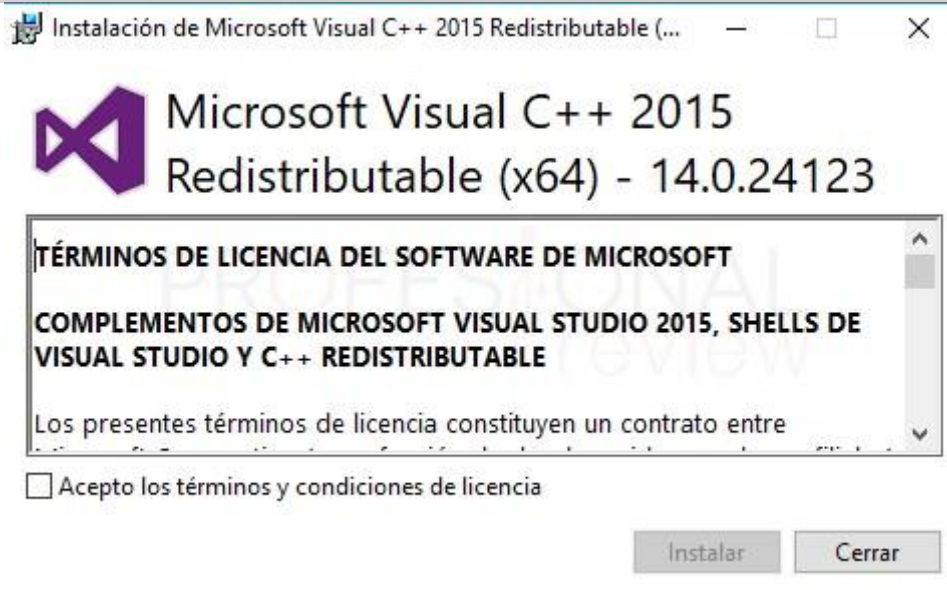 Instalación de Microsoft Visual C++ 2015 Redistributable (...
Microsoft Visual C++ 2015
Redistributable (x64) - 14.0.24123
TÉRMINOS DE LICENCIA DEL SOFTWARE DE MICROSOFT
COMPLEMENTOS DE MICROSOFT VISUAL STUDIO 2015, SHELLS DE
VISUAL STUDIO Y C++ REDISTRIBUTABLE
PROFESIONAL
review
Los presentes términos de licencia constituyen un contrato entre
Acepto los términos y condiciones de licencia
Instalar
Cerrar